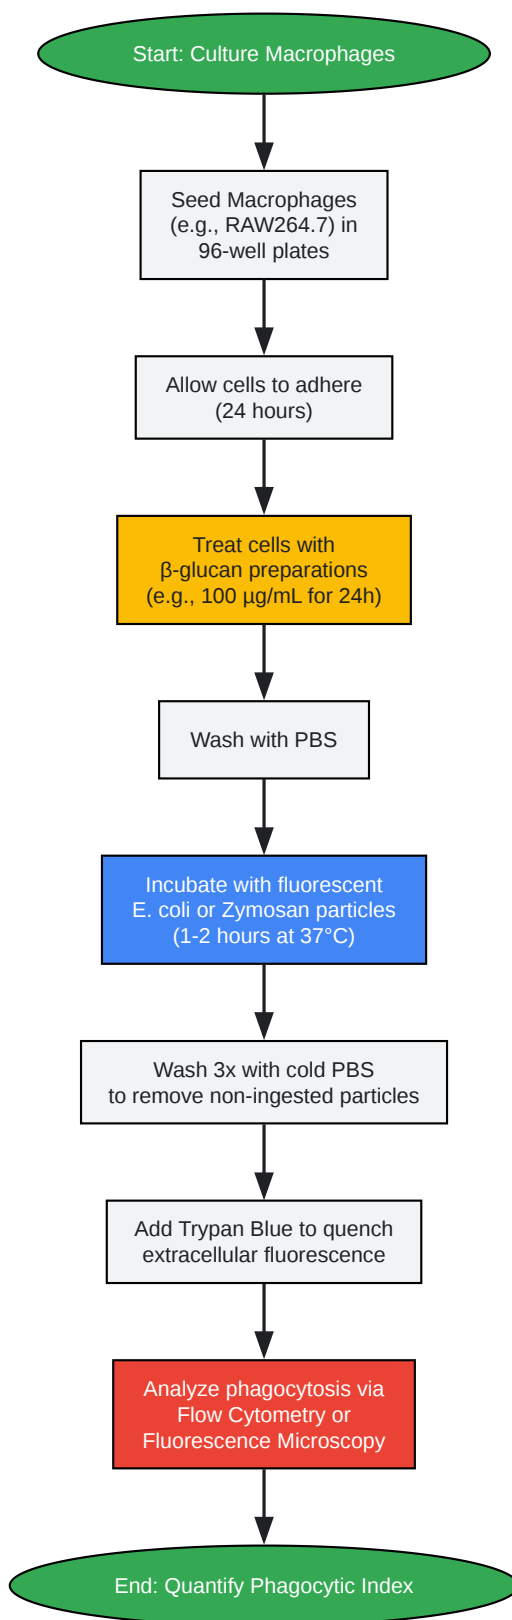 Start: Culture Macrophages
Seed Macrophages
(e.g., RAW264.7) in
96-well plates
Allow cells to adhere
(24 hours)
Treat cells with
β-glucan preparations
(e.g., 100 µg/mL for 24h)
Wash with PBS
Incubate with fluorescent
E. coli or Zymosan particles
(1-2 hours at 37°C)
Wash 3x with cold PBS
to remove non-ingested particles
Add Trypan Blue to quench
extracellular fluorescence
Analyze phagocytosis via
Flow Cytometry or
Fluorescence Microscopy
End: Quantify Phagocytic Index